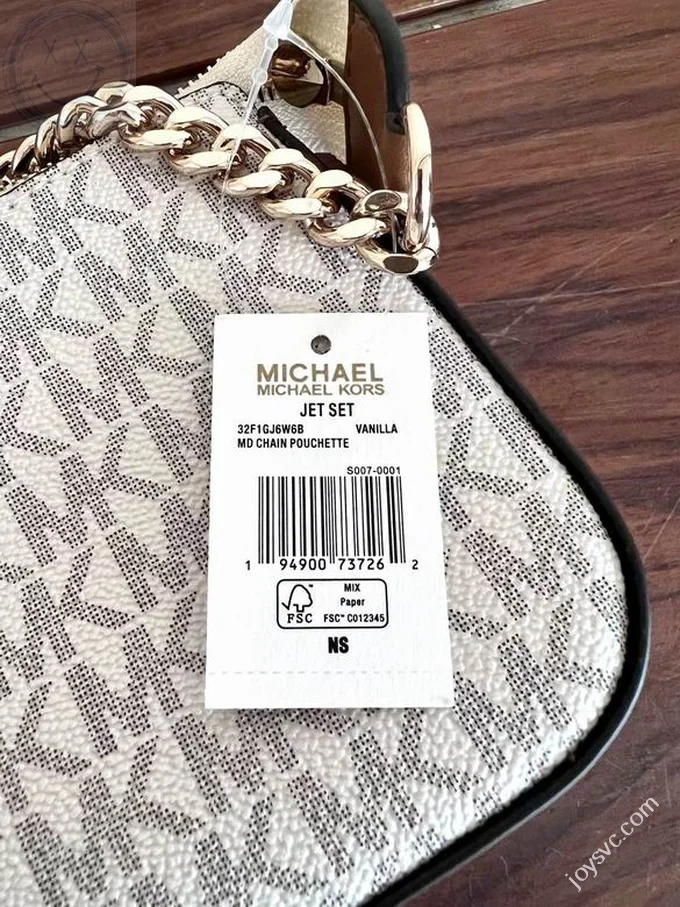 MICHAEL
MICHAEL KORS
JET SET
32F1GJ6W6B VANILLA
MD CHAIN POUCHETTE
S007-0001
1 94900 73726 2
FSC™
MIX
Paper
FSC™ C012345
NS
joysvc.com